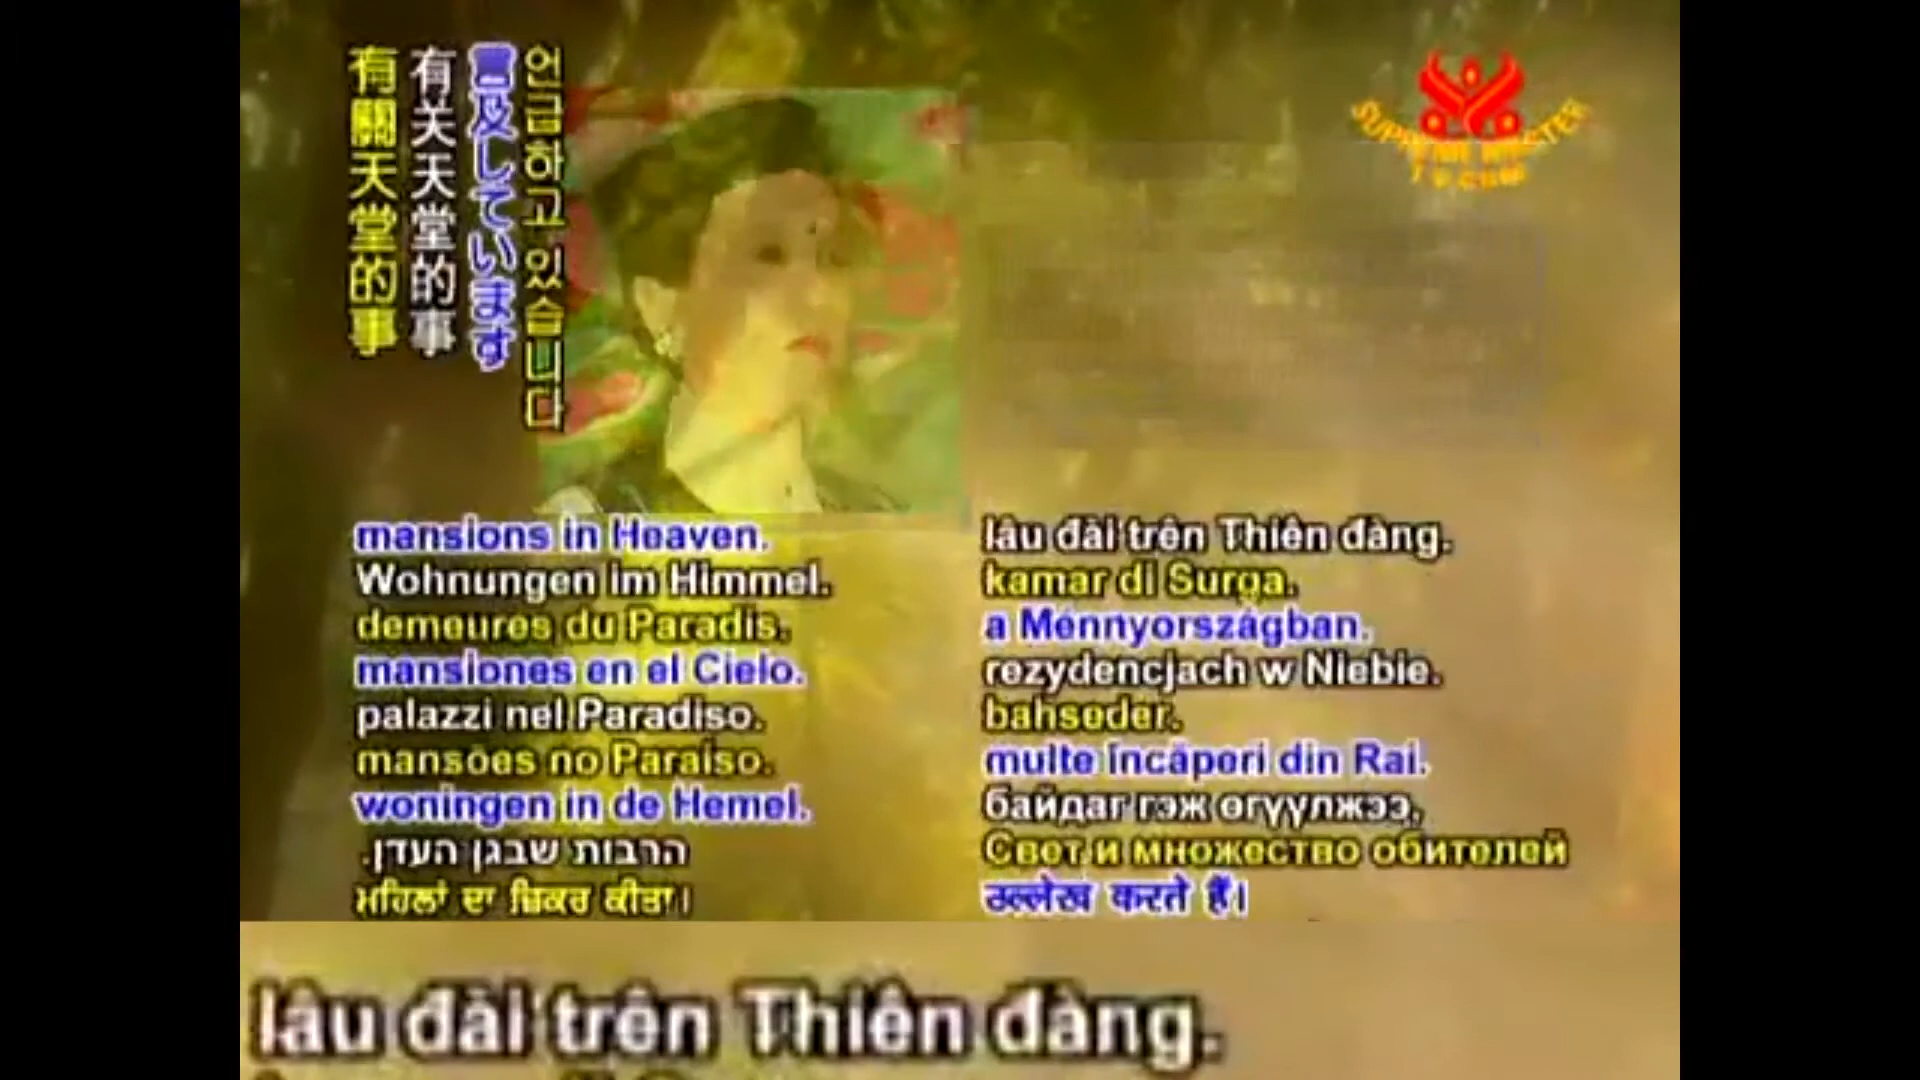 有關天堂的事
有关天堂的事
言及しています
언급하고 있습니다
SUPREME MASTER
TV.COM
mansions in Heaven.
Wohnungen im Himmel.
demeures du Paradis.
mansiones en el Cielo.
palazzi nel Paradiso.
mansões no Paraíso.
woningen in de Hemel.
הרבות שבגן העדן.
ਮਹਿਲਾਂ ਦਾ ਜ਼ਿਕਰ ਕੀਤਾ।
lâu đài trên Thiên đàng.
kamar di Surga.
a Mennyországban.
rezydencjach w Niebie.
bahseder.
multe încăperi din Rai.
байдаг гэж өгүүлжээ,
Свет и множество обителей
उल्लेख करते हैं।
lâu đài trên Thiên đàng.